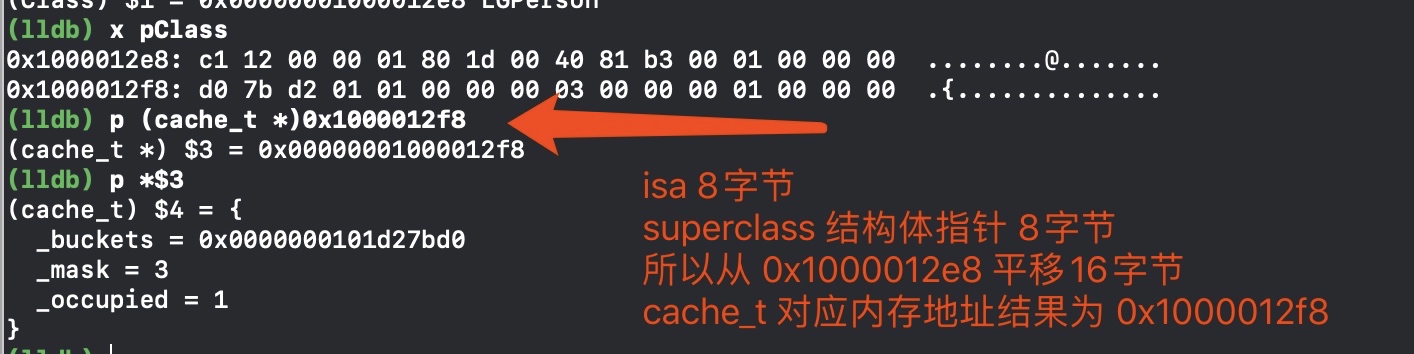 (Class) $1 = 0x00000001000012e8 LGPerson
(lldb) x pClass
0x1000012e8: c1 12 00 00 01 80 1d 00 40 81 b3 00 01 00 00 00  ........@.......
0x1000012f8: d0 7b d2 01 01 00 00 00 03 00 00 00 01 00 00 00  .{..............
(lldb) p (cache_t *)0x1000012f8
(cache_t *) $3 = 0x00000001000012f8
(lldb) p *$3
(cache_t) $4 = {
  _buckets = 0x0000000101d27bd0
  _mask = 3
  _occupied = 1
}
(lldb)
isa 8字节
superclass 结构体指针 8字节
所以从 0x1000012e8 平移16字节
cache_t 对应内存地址结果为 0x1000012f8